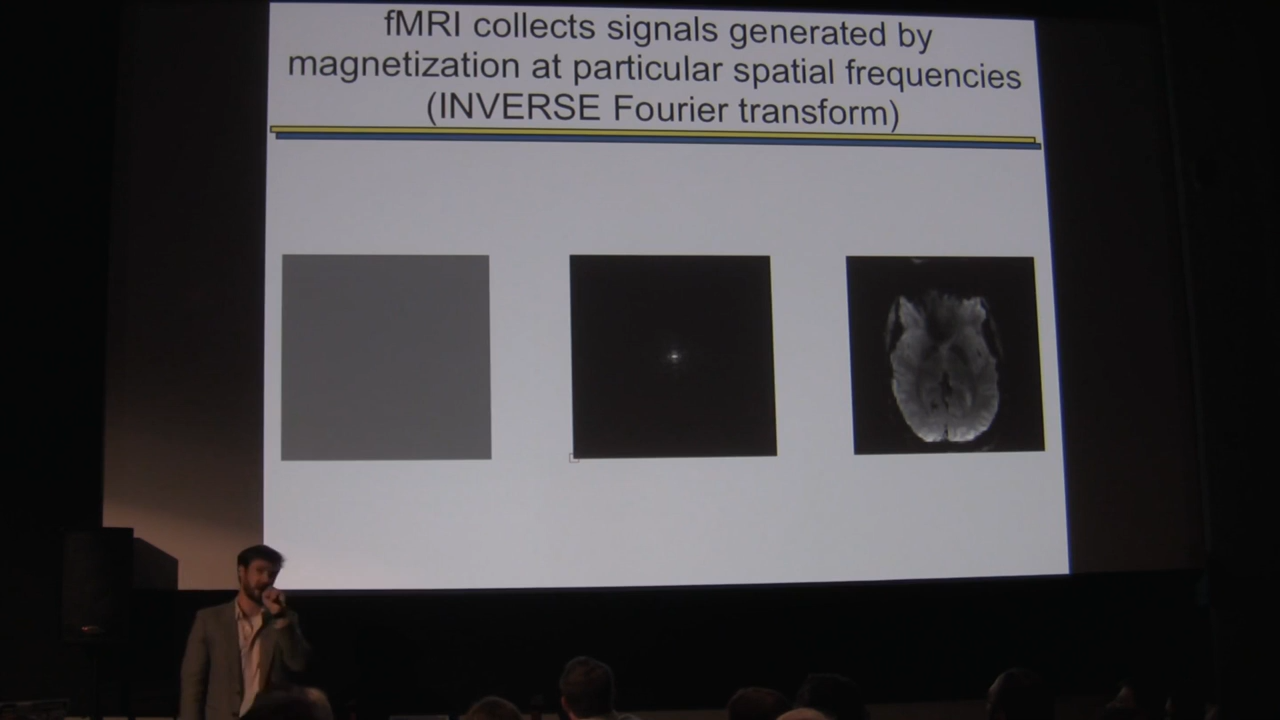 fMRI collects signals generated by
magnetization at particular spatial frequencies
(INVERSE Fourier transform)